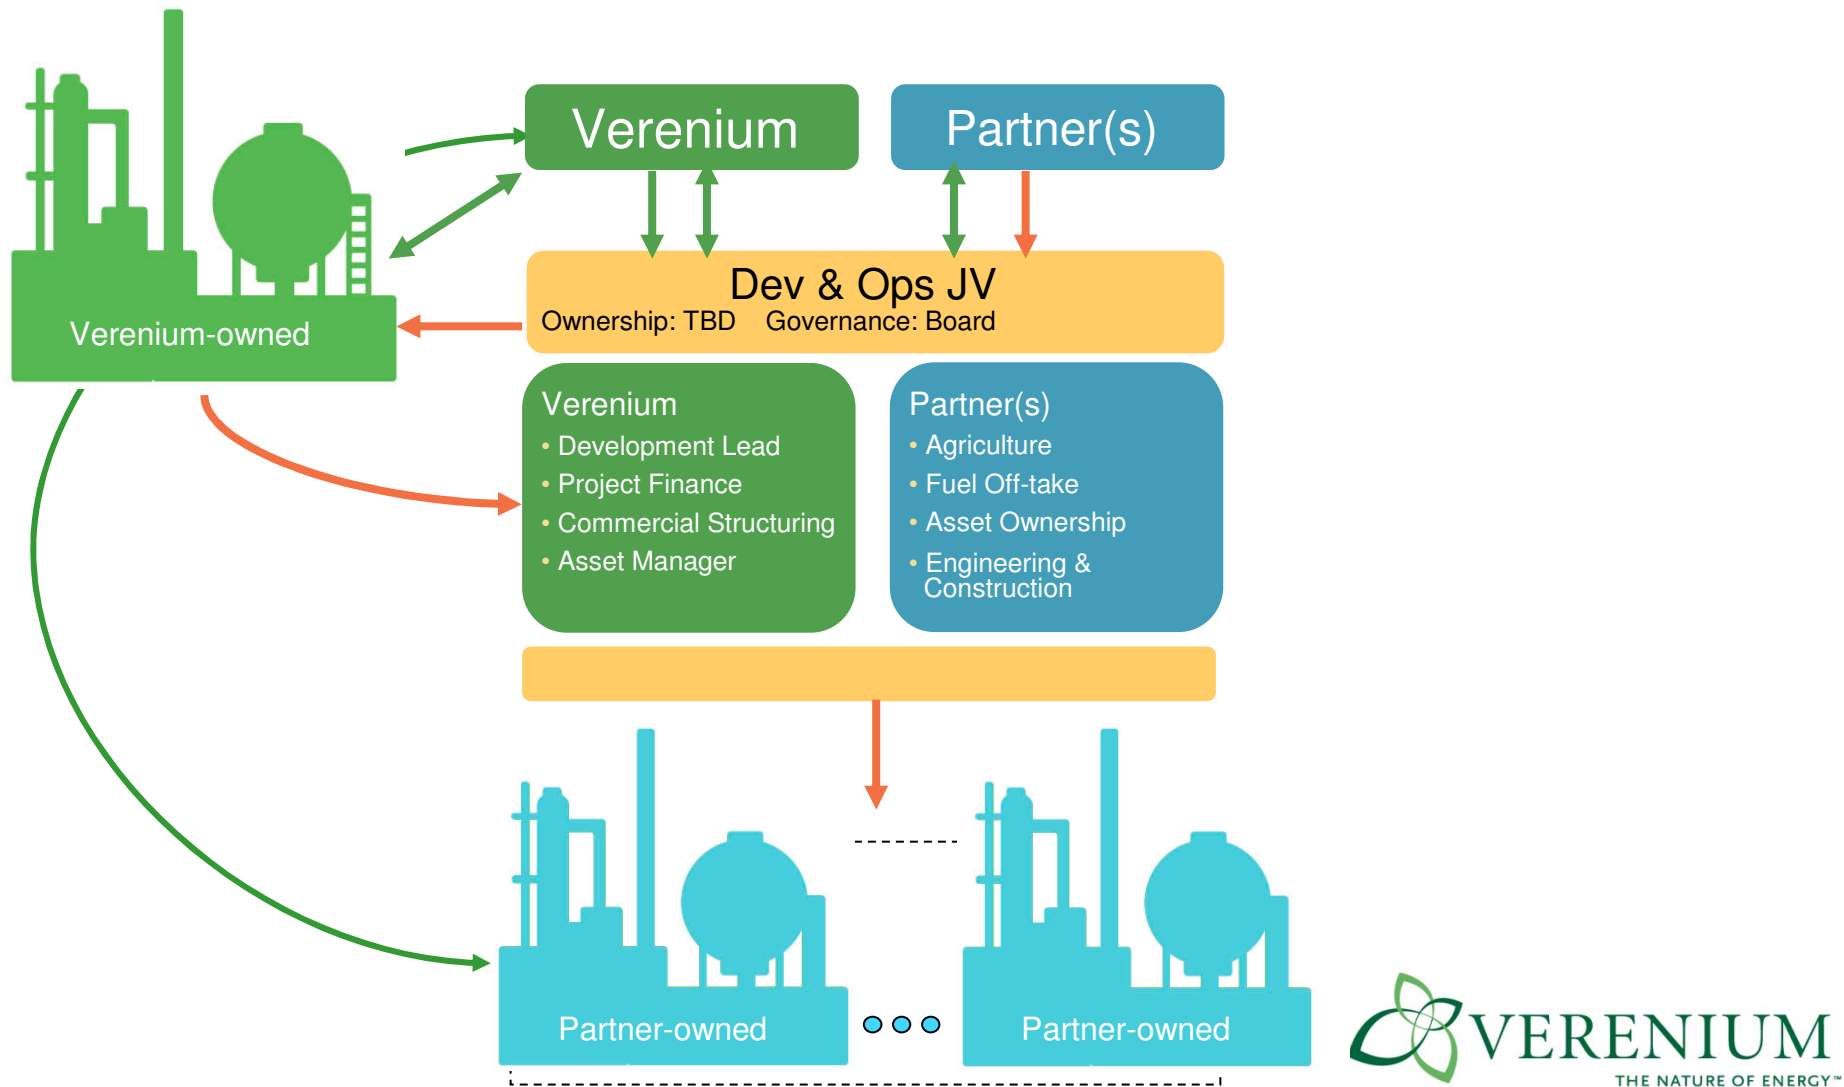 Verenium
Partner(s)
Dev & Ops JV
Ownership: TBD Governance: Board
Verenium-owned
Verenium
• Development Lead
• Project Finance
• Commercial Structuring
• Asset Manager
Partner(s)
• Agriculture
• Fuel Off-take
• Asset Ownership
• Engineering &
Construction
Partner-owned
Partner-owned
VERENIUM
THE NATURE OF ENERGY™